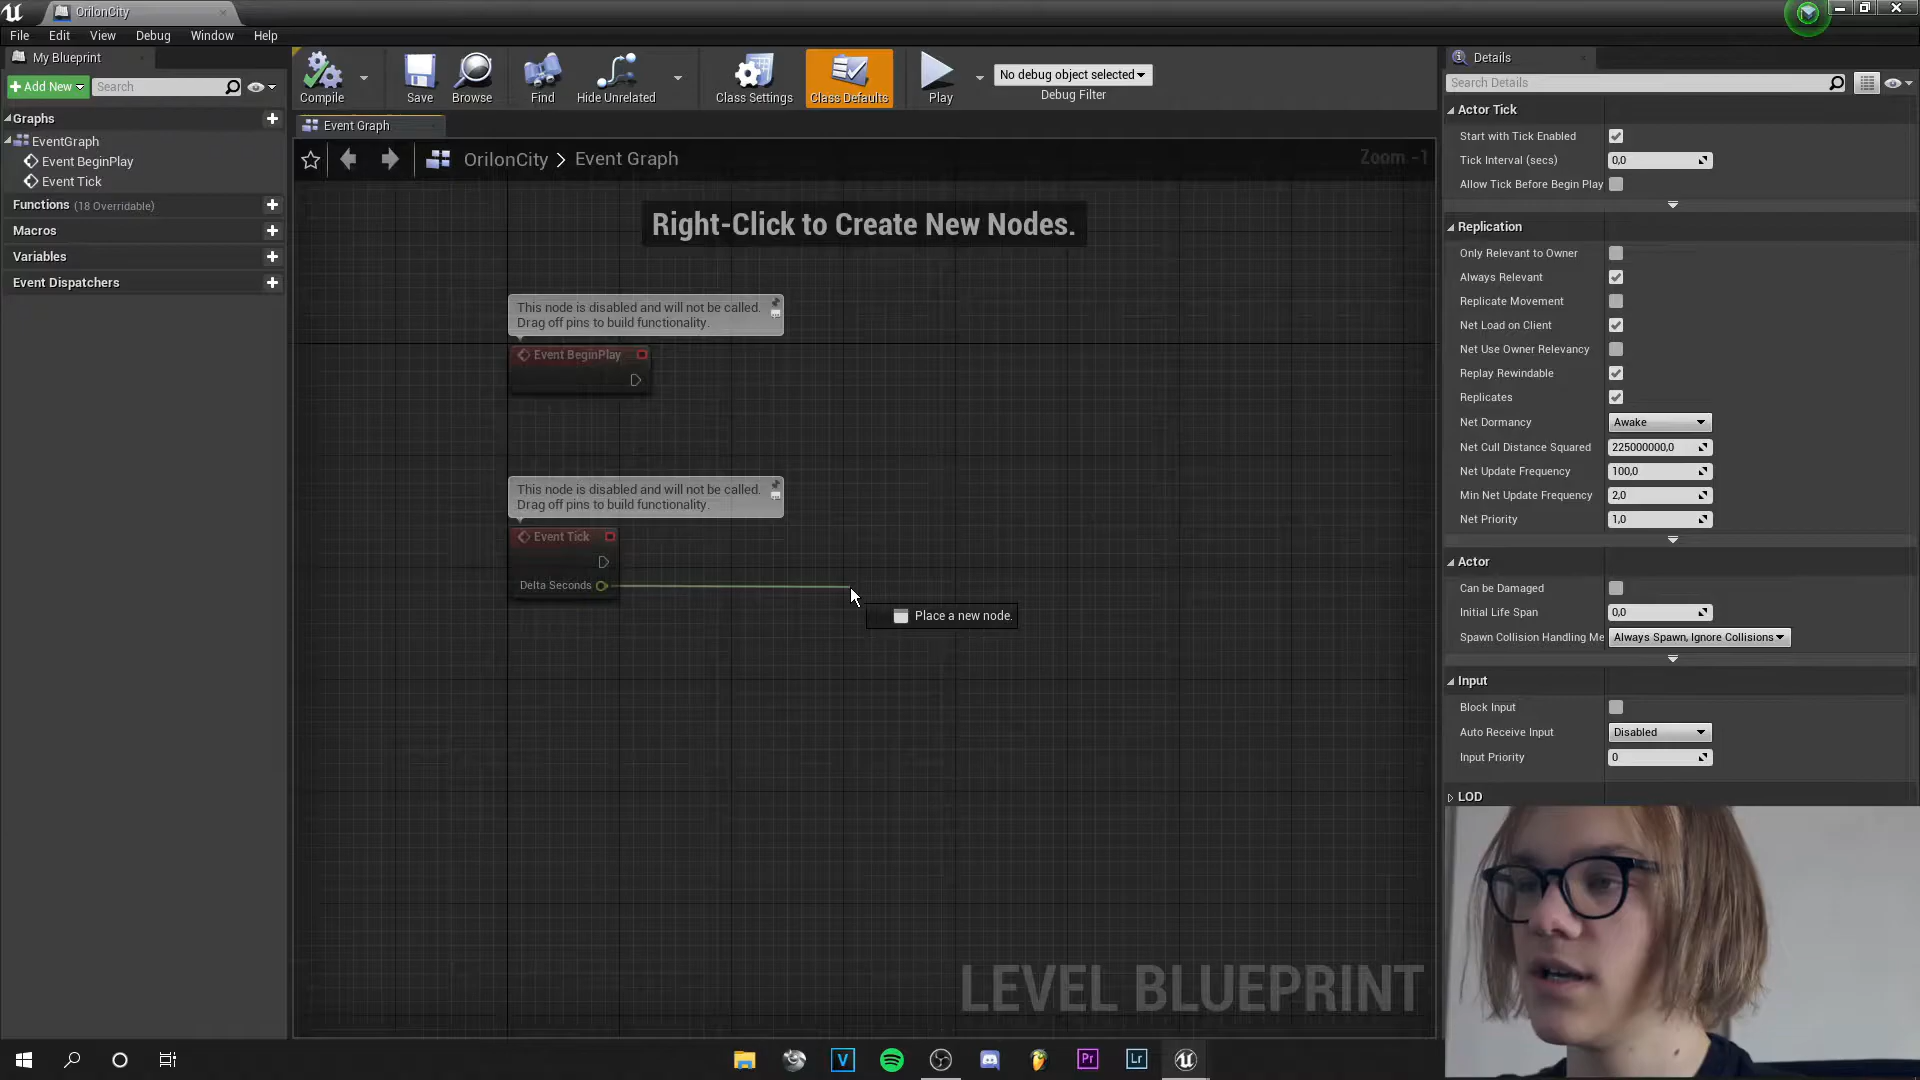 OrilonCity
File Edit View Debug Window Help
My Blueprint
Add New Search
Graphs
EventGraph
Event BeginPlay
Event Tick
Functions (18 Overridable)
Macros
Variables
Event Dispatchers
Compile Save Browse Find Hide Unrelated Class Settings Class Defaults Play
No debug object selected
Debug Filter
Event Graph
OrilonCity > Event Graph
Zoom -1
Right-Click to Create New Nodes.
This node is disabled and will not be called.
Drag off pins to build functionality.
Event BeginPlay
This node is disabled and will not be called.
Drag off pins to build functionality.
Event Tick
Delta Seconds
Place a new node.
LEVEL BLUEPRINT
Details
Search Details
Actor Tick
Start with Tick Enabled
Tick Interval (secs) 0,0
Allow Tick Before Begin Play
Replication
Only Relevant to Owner
Always Relevant
Replicate Movement
Net Load on Client
Net Use Owner Relevancy
Replay Rewindable
Replicates
Net Dormancy Awake
Net Cull Distance Squared 225000000,0
Net Update Frequency 100,0
Min Net Update Frequency 2,0
Net Priority 1,0
Actor
Can be Damaged
Initial Life Span 0,0
Spawn Collision Handling Me Always Spawn, Ignore Collisions
Input
Block Input
Auto Receive Input Disabled
Input Priority 0
LOD
V Pr Lr